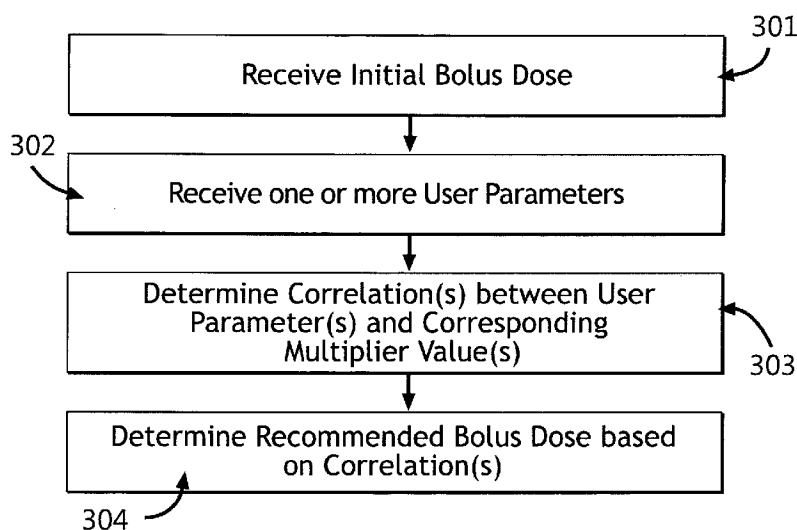 301
Receive Initial Bolus Dose
302
Receive one or more User Parameters
Determine Correlation(s) between User
Parameter(s) and Corresponding
Multiplier Value(s)
303
Determine Recommended Bolus Dose based
on Correlation(s)
304